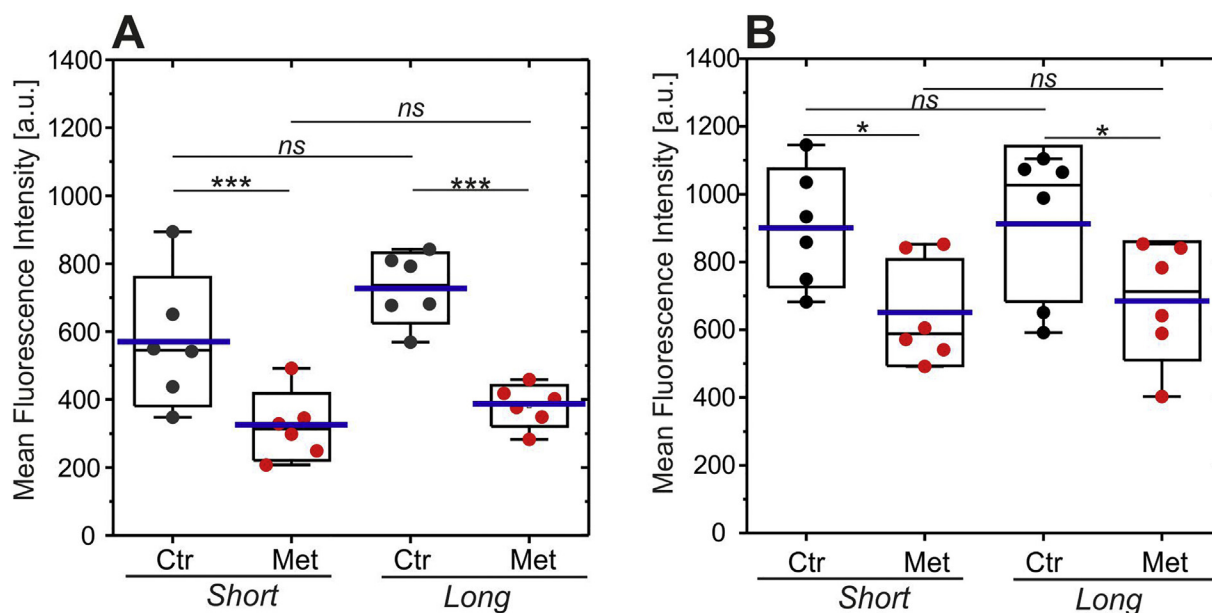 A
Mean Fluorescence Intensity [a.u.]
1400
1200
1000
800
600
400
200
0
ns
ns
***
***
Ctr
Met
Ctr
Met
Short
Long
B
Mean Fluorescence Intensity [a.u.]
1400
1200
1000
800
600
400
200
0
ns
ns
*
*
Ctr
Met
Ctr
Met
Short
Long